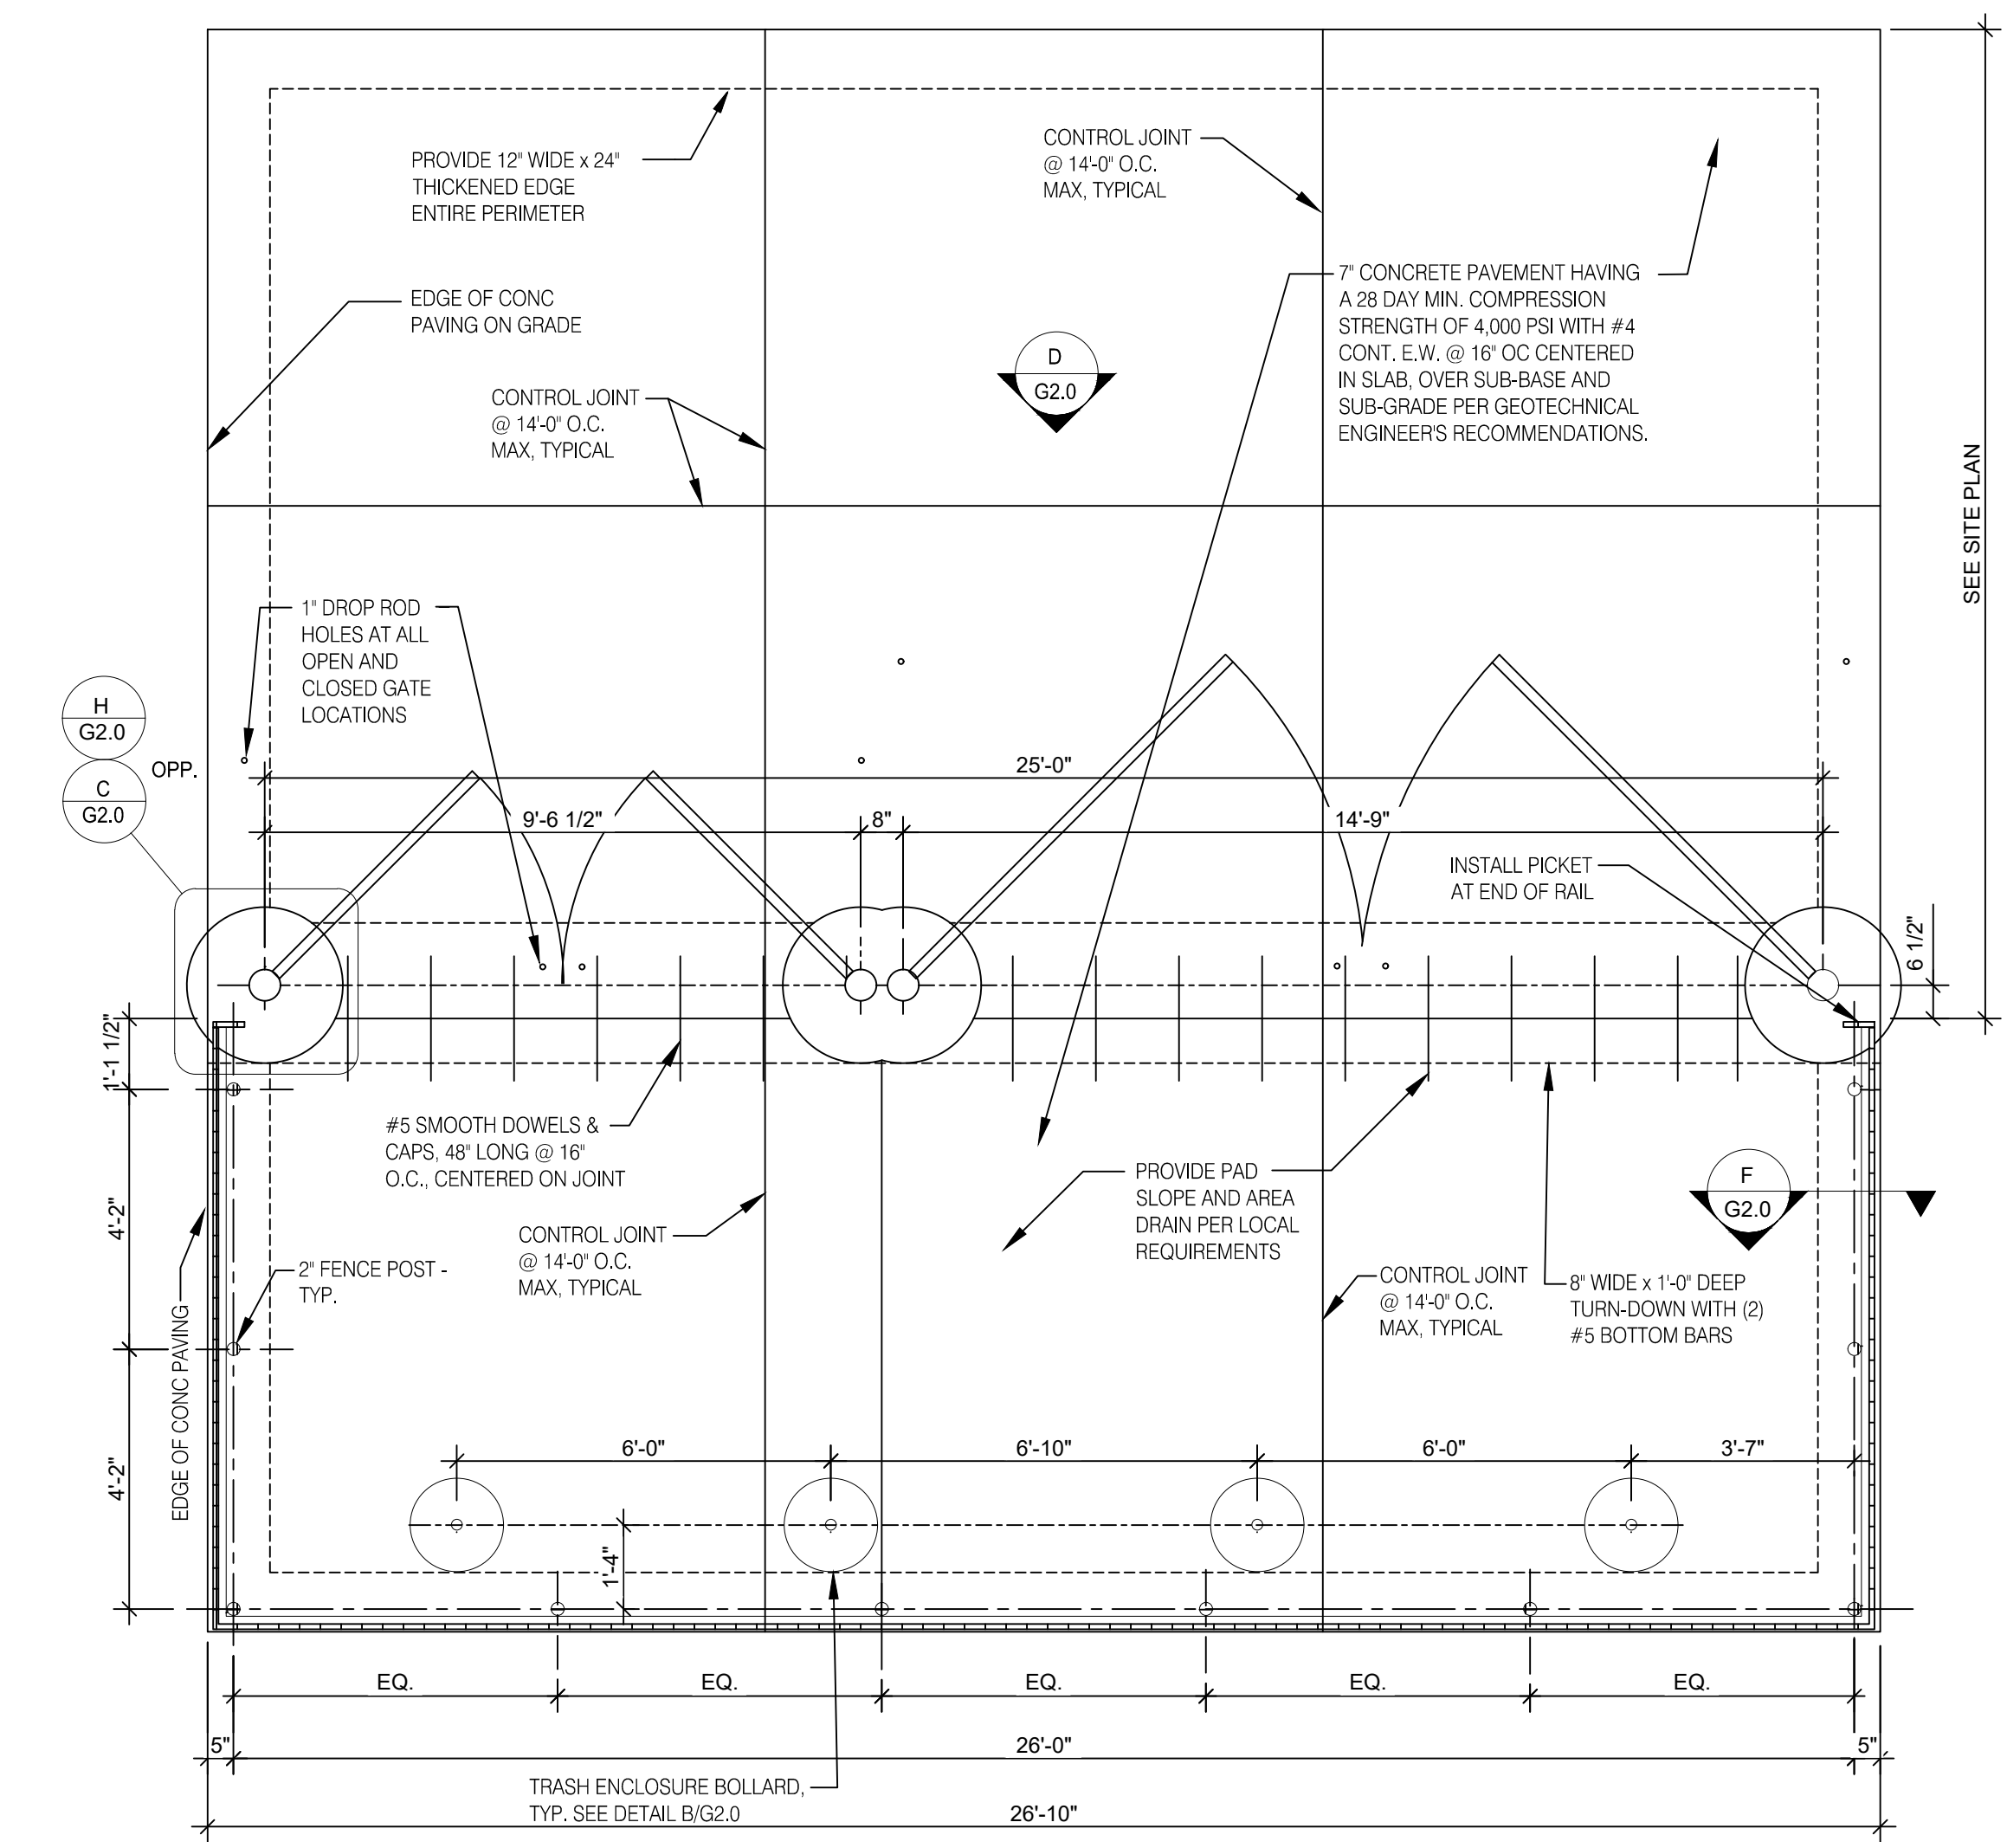 PROVIDE 12" WIDE x 24"
THICKENED EDGE
ENTIRE PERIMETER
CONTROL JOINT
@ 14'-0" O.C.
MAX, TYPICAL
EDGE OF CONC
PAVING ON GRADE
7" CONCRETE PAVEMENT HAVING
A 28 DAY MIN. COMPRESSION
STRENGTH OF 4,000 PSI WITH #4
CONT. E.W. @ 16" OC CENTERED
IN SLAB, OVER SUB-BASE AND
SUB-GRADE PER GEOTECHNICAL
ENGINEER'S RECOMMENDATIONS.
D
G2.0
CONTROL JOINT
@ 14'-0" O.C.
MAX, TYPICAL
SEE SITE PLAN
1" DROP ROD
HOLES AT ALL
OPEN AND
CLOSED GATE
LOCATIONS
H
G2.0
OPP.
C
G2.0
25'-0"
9'-6 1/2"
8"
14'-9"
INSTALL PICKET
AT END OF RAIL
6 1/2"
1'-1 1/2"
#5 SMOOTH DOWELS &
CAPS, 48" LONG @ 16"
O.C., CENTERED ON JOINT
PROVIDE PAD
SLOPE AND AREA
DRAIN PER LOCAL
REQUIREMENTS
F
G2.0
4'-2"
CONTROL JOINT
@ 14'-0" O.C.
MAX, TYPICAL
2" FENCE POST -
TYP.
CONTROL JOINT
@ 14'-0" O.C.
MAX, TYPICAL
8" WIDE x 1'-0" DEEP
TURN-DOWN WITH (2)
#5 BOTTOM BARS
EDGE OF CONC PAVING
4'-2"
6'-0"
6'-10"
6'-0"
3'-7"
1'-4"
EQ.
EQ.
EQ.
EQ.
EQ.
5"
26'-0"
5"
TRASH ENCLOSURE BOLLARD,
TYP. SEE DETAIL B/G2.0
26'-10"